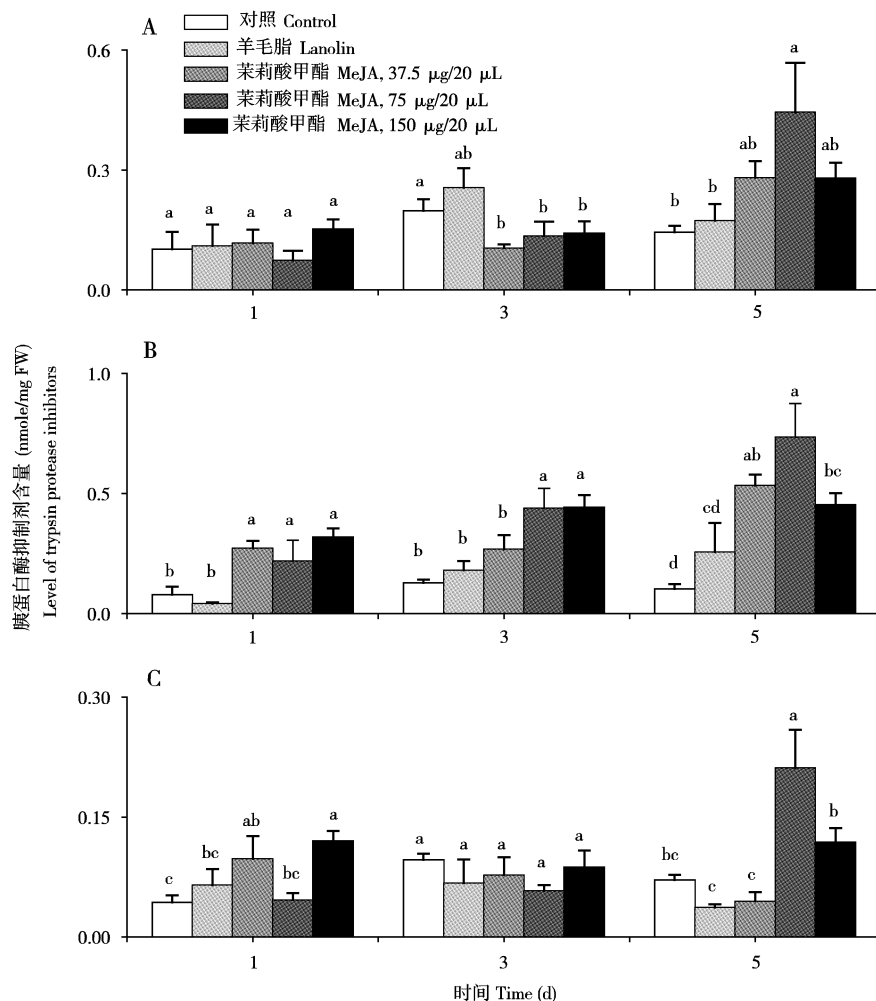 A
对照 Control
羊毛脂 Lanolin
茉莉酸甲酯 MeJA, 37.5 μg/20 μL
茉莉酸甲酯 MeJA, 75 μg/20 μL
茉莉酸甲酯 MeJA, 150 μg/20 μL
0.6
0.3
0.0
a a a a a
a ab b b b
b b ab a ab
1 3 5
B
1.0
0.5
0.0
b b a a a
b b b a a
d cd ab a bc
1 3 5
C
0.30
0.15
0.00
c bc ab bc a
a a a a a
bc c c a b
1 3 5
胰蛋白酶抑制剂含量 (nmole/mg FW)
Level of trypsin protease inhibitors
时间 Time (d)